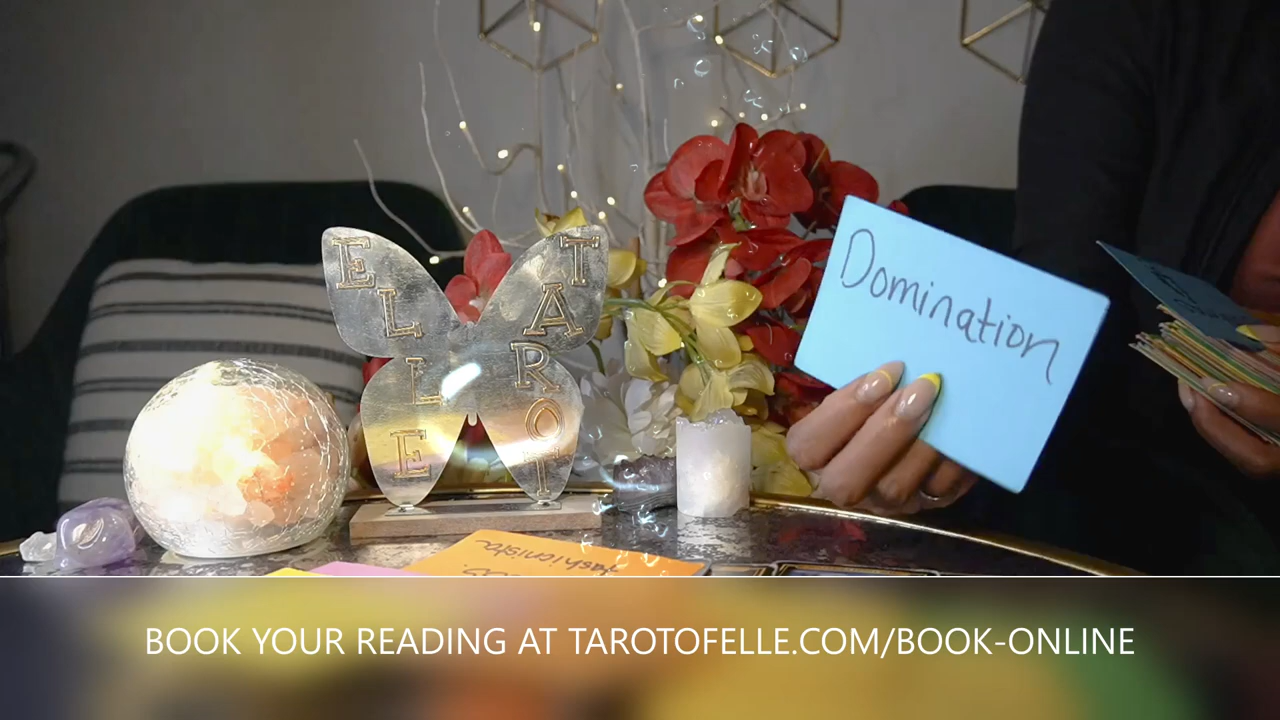 ELLE TAROT
Domination
fashionista
BOOK YOUR READING AT TAROTOFELLE.COM/BOOK-ONLINE